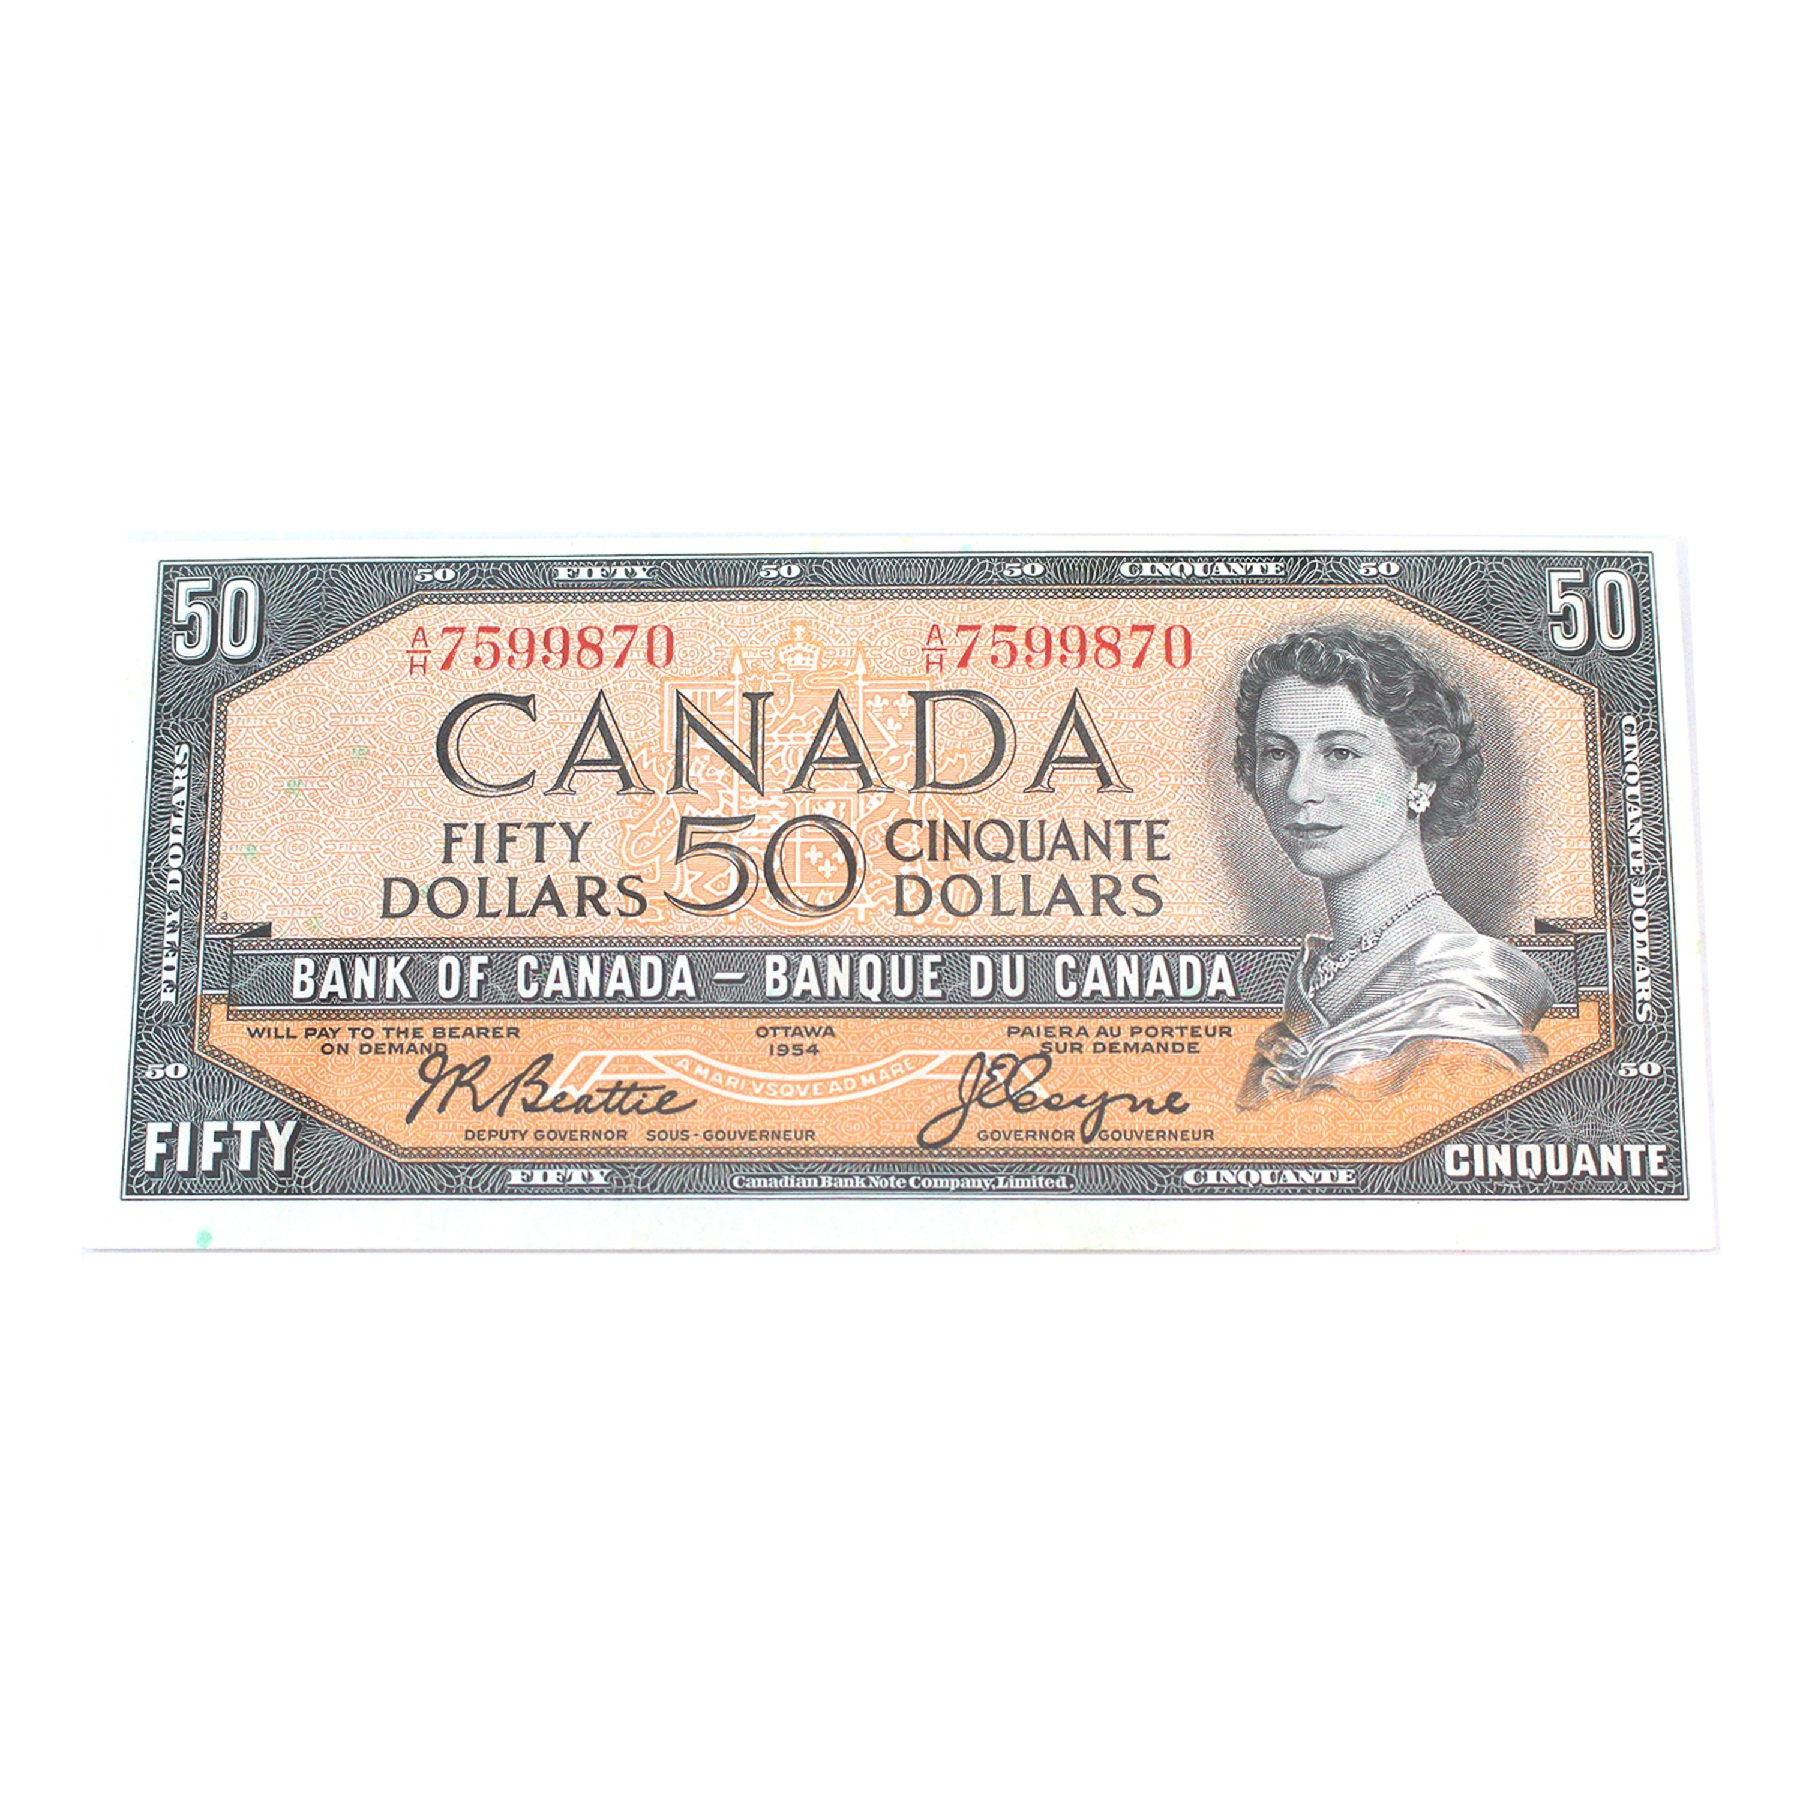 50 FIFTY 50 50 CINQUANTE 50
50 50
A/H 7599870 A/H 7599870
CANADA
FIFTY DOLLARS 50 CINQUANTE DOLLARS
FIFTY DOLLARS
CINQUANTE DOLLARS
BANK OF CANADA – BANQUE DU CANADA
WILL PAY TO THE BEARER
ON DEMAND
OTTAWA
1954
PAIERA AU PORTEUR
SUR DEMANDE
A MARI VSQVE AD MARE
50 50
JRBeattie JECoyne
DEPUTY GOVERNOR SOUS-GOUVERNEUR GOVERNOR GOUVERNEUR
FIFTY CINQUANTE
FIFTY Canadian Bank Note Company, Limited. CINQUANTE